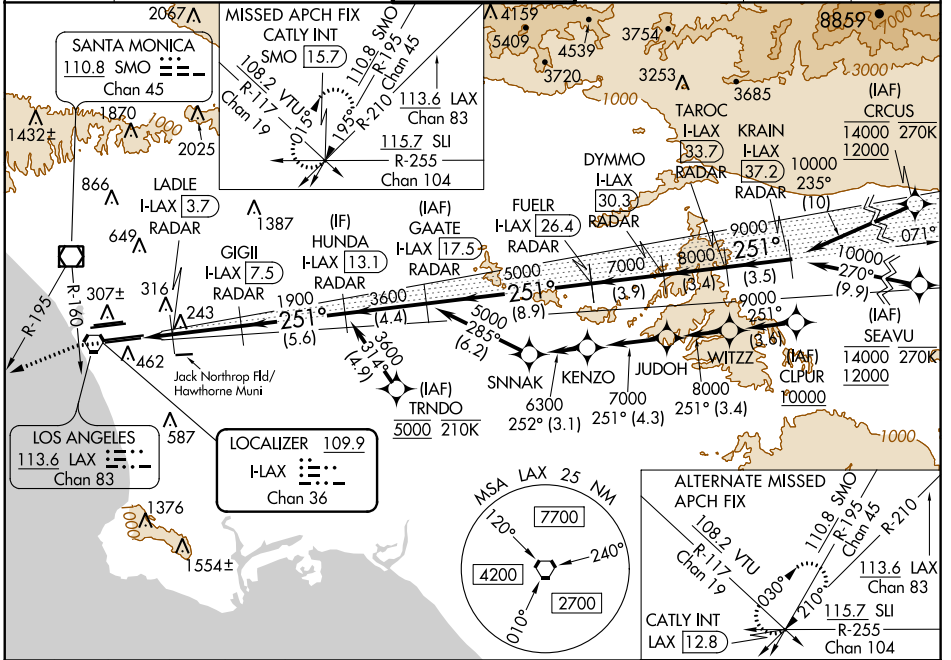 2067
MISSED APCH FIX
CATLY INT
SMO 15.7
110.8 SMO
R-195
Chan 45
R-210
108.2 VTU
R-117
Chan 19
015°
195°
113.6 LAX
Chan 83
115.7 SLI
R-255
Chan 104
SANTA MONICA
110.8 SMO
Chan 45
4159
5409
4539
3754
3720
3253
3685
8859
3000
1000
1000
1432±
1870
1000
2025
866
649
1387
307±
316
243
462
587
1376
1554±
(IAF)
CRCUS
14000 270K
12000
TAROC
I-LAX
33.7
RADAR
KRAIN
I-LAX
37.2
RADAR
10000
235°
(10)
DYMMO
I-LAX
30.3
RADAR
FUELR
I-LAX 26.4
RADAR
(IAF)
GAATE
I-LAX 17.5
RADAR
(IF)
HUNDA
I-LAX 13.1
RADAR
GIGII
I-LAX 7.5
RADAR
LADLE
I-LAX 3.7
RADAR
071°
9000
251°
(3.5)
8000
(3.4)
7000
(3.9)
5000
251°
(8.9)
3600
(4.4)
1900
251°
(5.6)
10000
270°
(9.9)
(IAF)
SEAVU
14000 270K
12000
9000
251°
(3.6)
(IAF)
CLPUR
10000
WITZZ
8000
251° (3.4)
JUDOH
7000
251° (4.3)
KENZO
6300
252° (3.1)
SNNAK
5000
285°
(6.2)
3600
314°
(4.9)
(IAF)
TRNDO
5000 210K
R-195
R-160
Jack Northrop Fld/
Hawthorne Muni
LOS ANGELES
113.6 LAX
Chan 83
LOCALIZER 109.9
I-LAX
Chan 36
MSA LAX 25 NM
120°
240°
010°
7700
4200
2700
1000
ALTERNATE MISSED
APCH FIX
110.8 SMO
R-195
Chan 45
R-210
108.2 VTU
R-117
Chan 19
030°
210°
113.6 LAX
Chan 83
115.7 SLI
R-255
Chan 104
CATLY INT
LAX 12.8